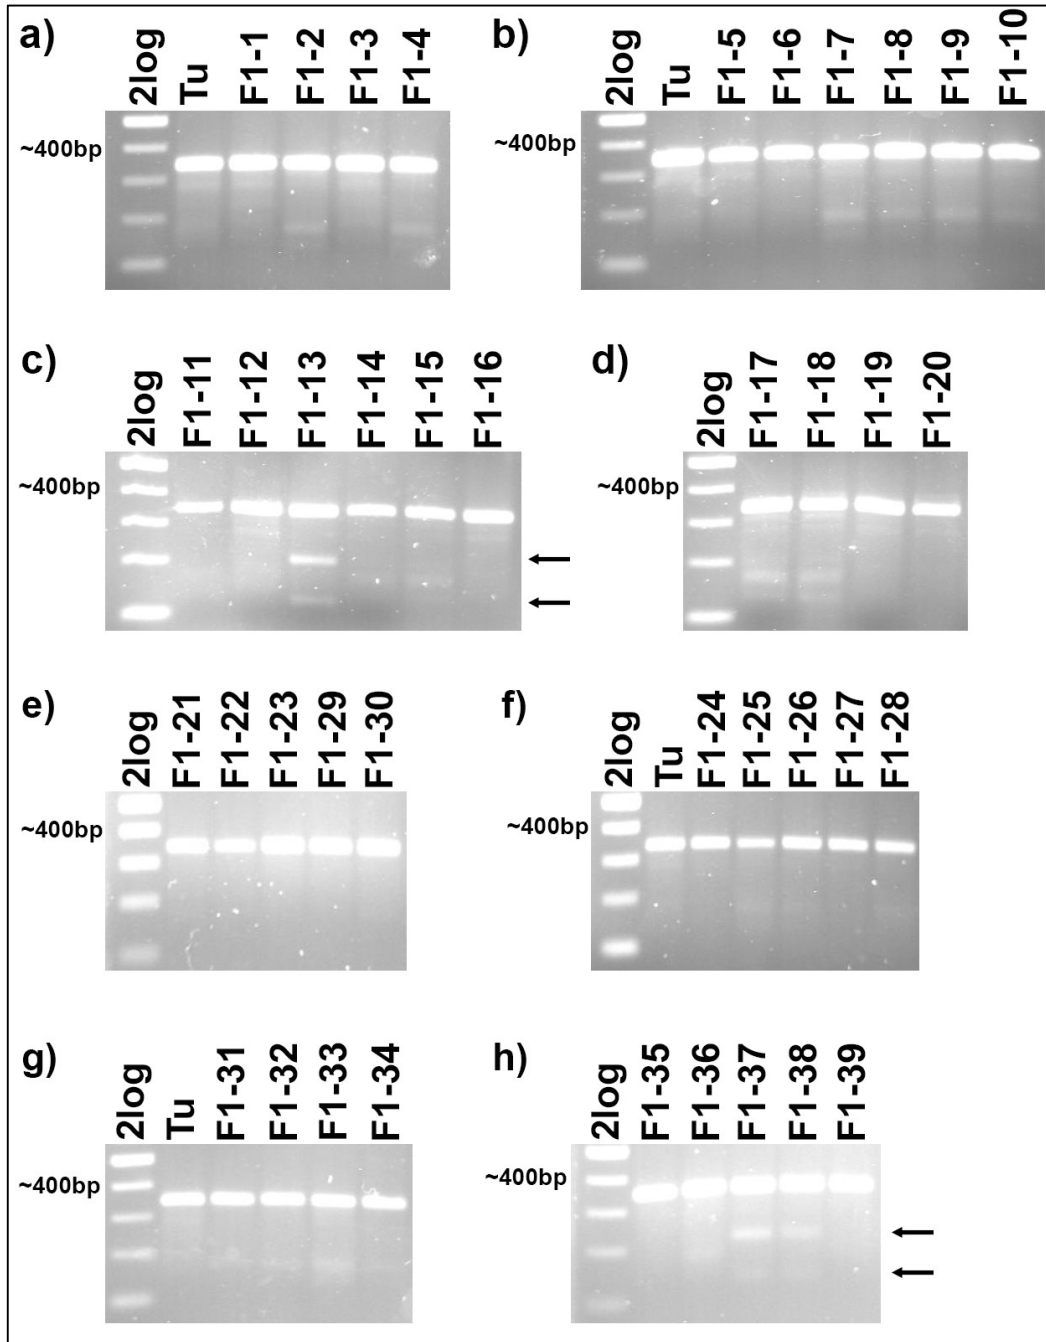 a)
2log
Tu
F1-1
F1-2
F1-3
F1-4
~400bp
b)
2log
Tu
F1-5
F1-6
F1-7
F1-8
F1-9
F1-10
~400bp
c)
2log
F1-11
F1-12
F1-13
F1-14
F1-15
F1-16
~400bp
d)
2log
F1-17
F1-18
F1-19
F1-20
~400bp
e)
2log
F1-21
F1-22
F1-23
F1-29
F1-30
~400bp
f)
2log
Tu
F1-24
F1-25
F1-26
F1-27
F1-28
~400bp
g)
2log
Tu
F1-31
F1-32
F1-33
F1-34
~400bp
h)
2log
F1-35
F1-36
F1-37
F1-38
F1-39
~400bp